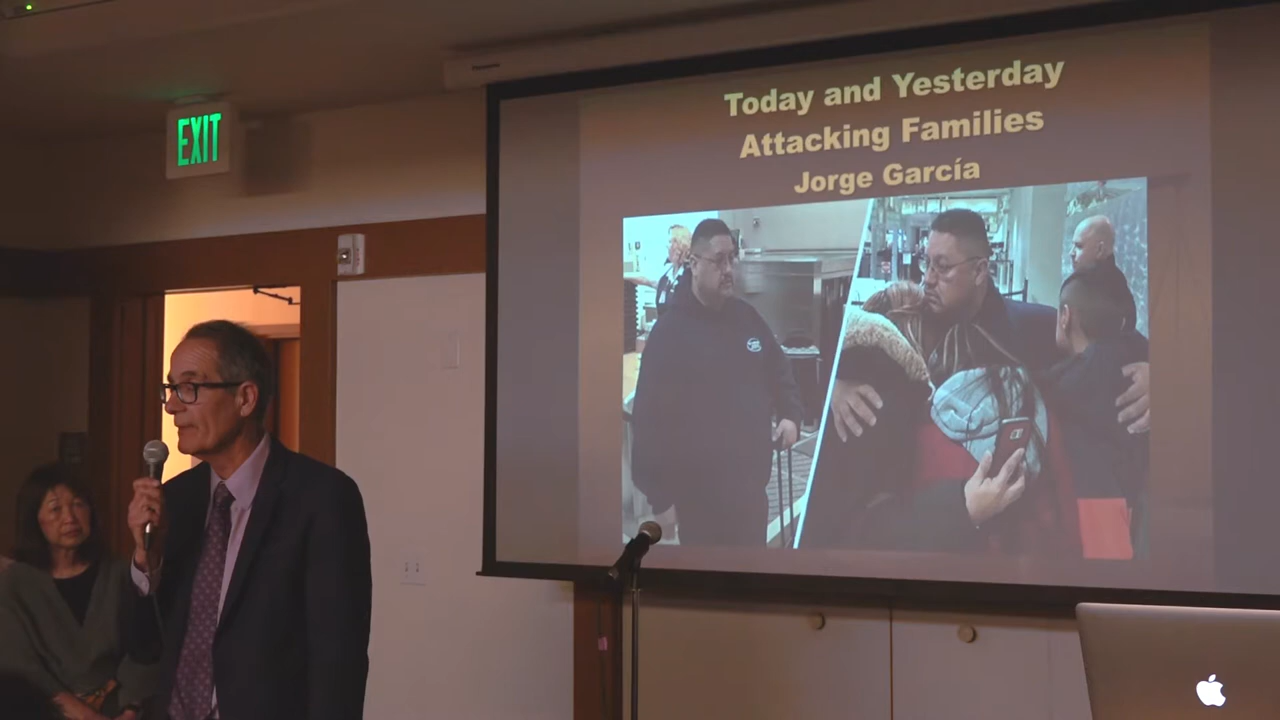 EXIT
Today and Yesterday
Attacking Families
Jorge García